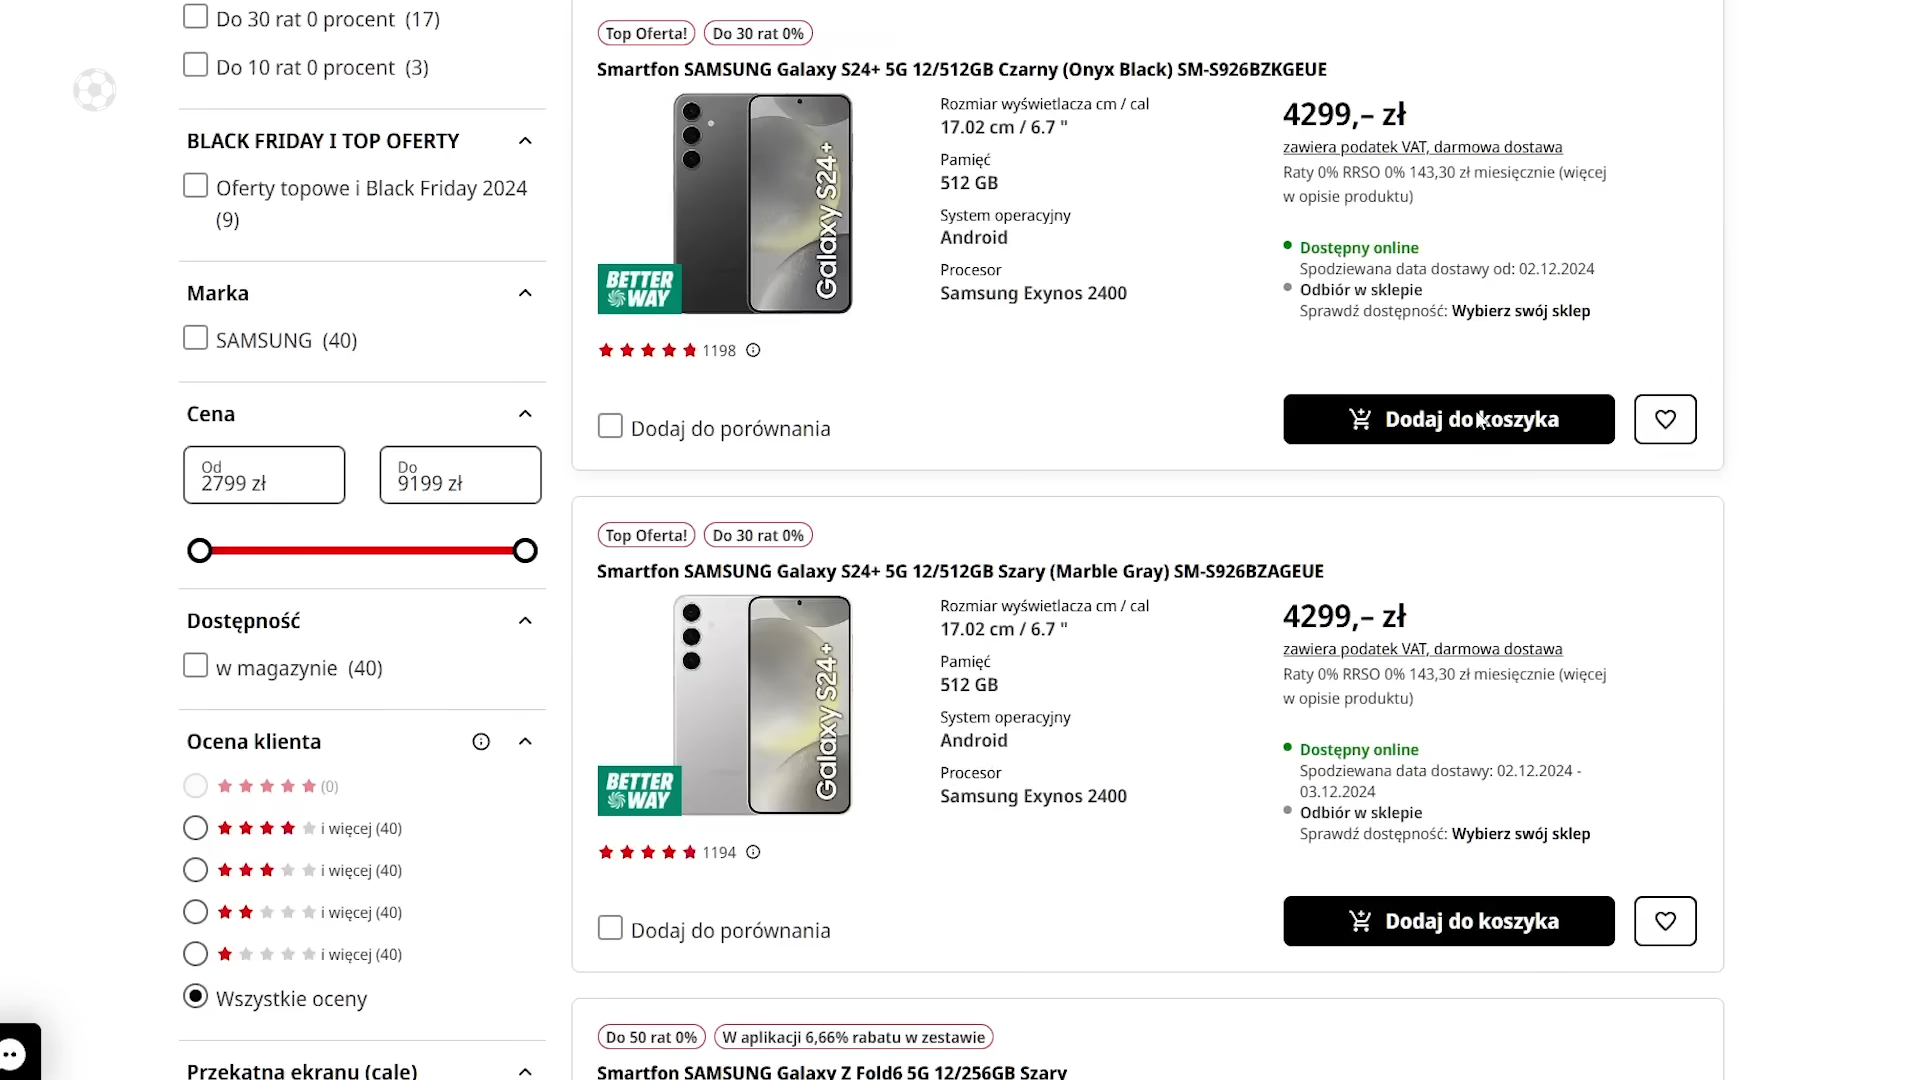 Do 30 rat 0 procent (17)
Do 10 rat 0 procent (3)
BLACK FRIDAY I TOP OFERTY
Oferty topowe i Black Friday 2024
(9)
Marka
SAMSUNG (40)
Cena
Od
2799 zł
Do
9199 zł
Dostępność
w magazynie (40)
Ocena klienta
(0)
i więcej (40)
i więcej (40)
i więcej (40)
i więcej (40)
Wszystkie oceny
Przekątna ekranu (cale)
Top Oferta!
Do 30 rat 0%
Smartfon SAMSUNG Galaxy S24+ 5G 12/512GB Czarny (Onyx Black) SM-S926BZKGEUE
Galaxy S24+
BETTER
WAY
1198
Dodaj do porównania
Rozmiar wyświetlacza cm / cal
17.02 cm / 6.7 "
Pamięć
512 GB
System operacyjny
Android
Procesor
Samsung Exynos 2400
4299,– zł
zawiera podatek VAT, darmowa dostawa
Raty 0% RRSO 0% 143,30 zł miesięcznie (więcej
w opisie produktu)
Dostępny online
Spodziewana data dostawy od: 02.12.2024
Odbiór w sklepie
Sprawdź dostępność: Wybierz swój sklep
Dodaj do koszyka
Top Oferta!
Do 30 rat 0%
Smartfon SAMSUNG Galaxy S24+ 5G 12/512GB Szary (Marble Gray) SM-S926BZAGEUE
Galaxy S24+
BETTER
WAY
1194
Dodaj do porównania
Rozmiar wyświetlacza cm / cal
17.02 cm / 6.7 "
Pamięć
512 GB
System operacyjny
Android
Procesor
Samsung Exynos 2400
4299,– zł
zawiera podatek VAT, darmowa dostawa
Raty 0% RRSO 0% 143,30 zł miesięcznie (więcej
w opisie produktu)
Dostępny online
Spodziewana data dostawy: 02.12.2024 -
03.12.2024
Odbiór w sklepie
Sprawdź dostępność: Wybierz swój sklep
Dodaj do koszyka
Do 50 rat 0%
W aplikacji 6,66% rabatu w zestawie
Smartfon SAMSUNG Galaxy Z Fold6 5G 12/256GB Szary